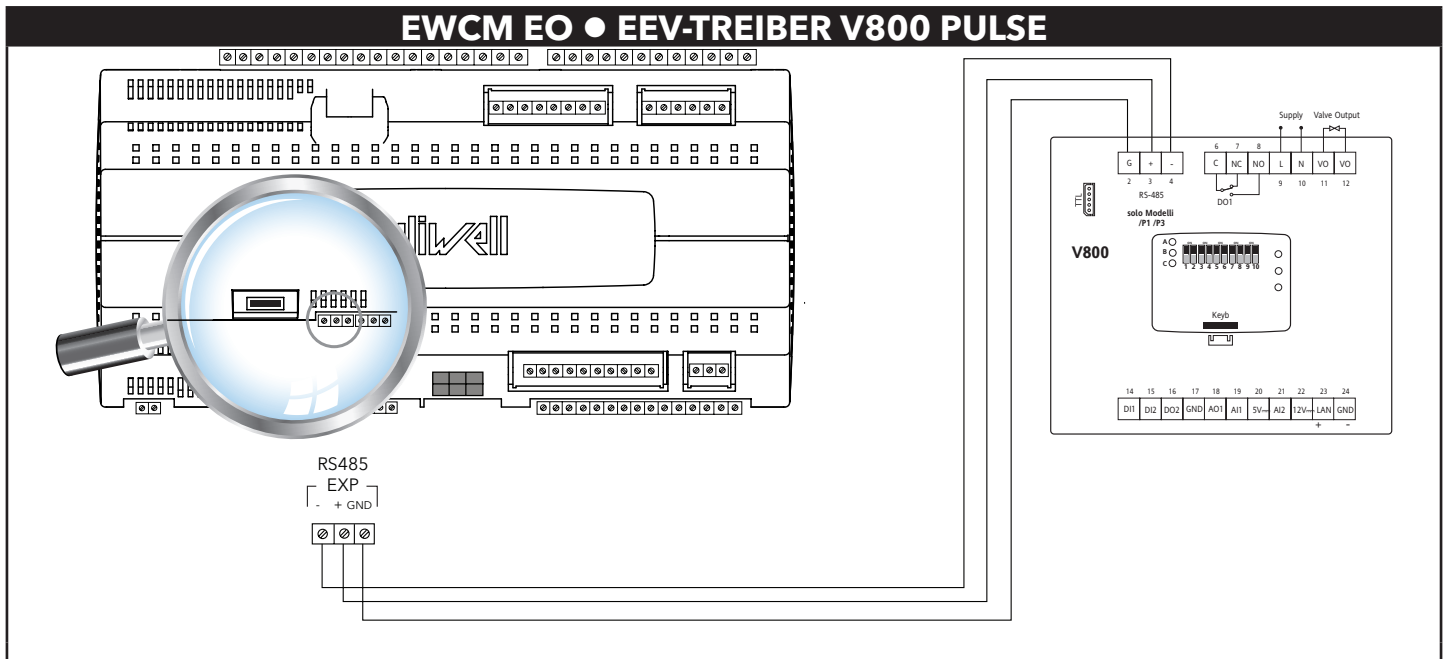 EWCM EO ● EEV-TREIBER V800 PULSE
Supply Valve Output
6 7 8
G + -
C NC NO L N VO VO
2 3 4
9 10 11 12
RS-485
DO1
TTL
solo Modelli
/P1 /P3
V800
A
B
C
1 2 3 4 5 6 7 8 9 10
Keyb
14 15 16 17 18 19 20 21 22 23 24
DI1 DI2 DO2 GND AO1 AI1 5V AI2 12V LAN GND
+ -
RS485
EXP
- + GND